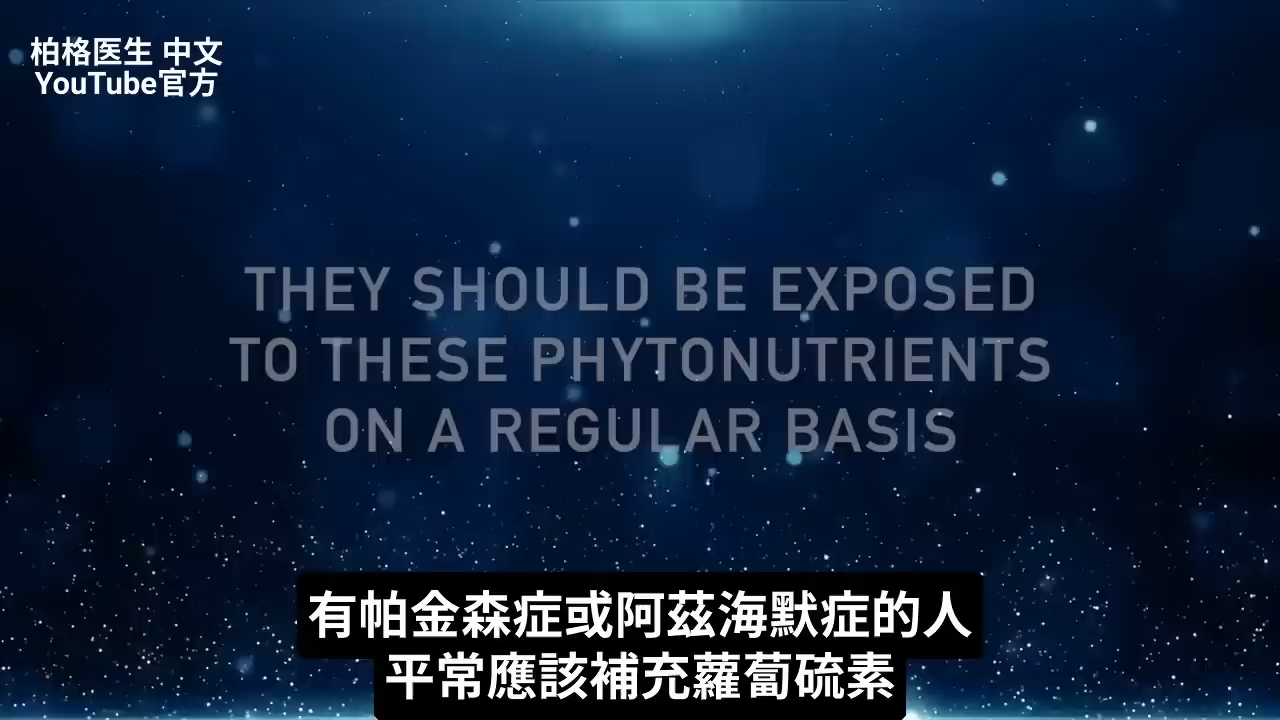 柏格医生 中文
YouTube官方
THEY SHOULD BE EXPOSED
TO THESE PHYTONUTRIENTS
ON A REGULAR BASIS
有帕金森症或阿茲海默症的人
平常應該補充蘿蔔硫素